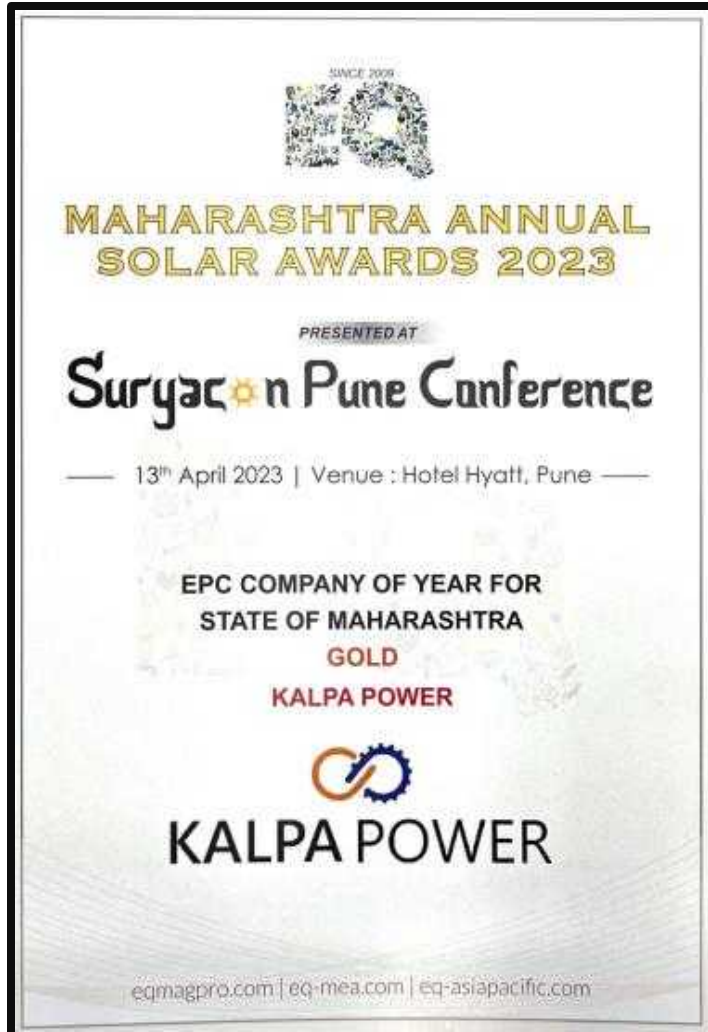 SINCE 2009
EQ
MAHARASHTRA ANNUAL
SOLAR AWARDS 2023
PRESENTED AT
Suryacon Pune Conference
13th April 2023 | Venue : Hotel Hyatt, Pune
EPC COMPANY OF YEAR FOR
STATE OF MAHARASHTRA
GOLD
KALPA POWER
KALPA POWER
eqmagpro.com | eq-mea.com | eq-asiapacific.com